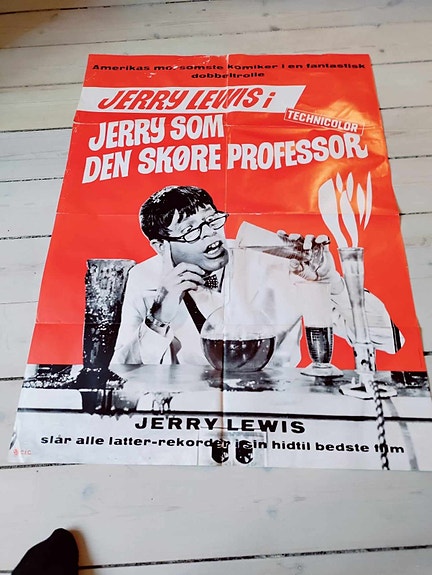 Amerikas morsomste komiker i en fantastisk
dobbeltrolle
JERRY LEWIS i
TECHNICOLOR
JERRY SOM
DEN SKØRE PROFESSOR
JERRY LEWIS
slår alle latter-rekorder i sin hidtil bedste film